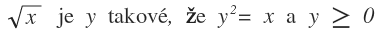 √x je y takové, že y²= x a y ≥ 0